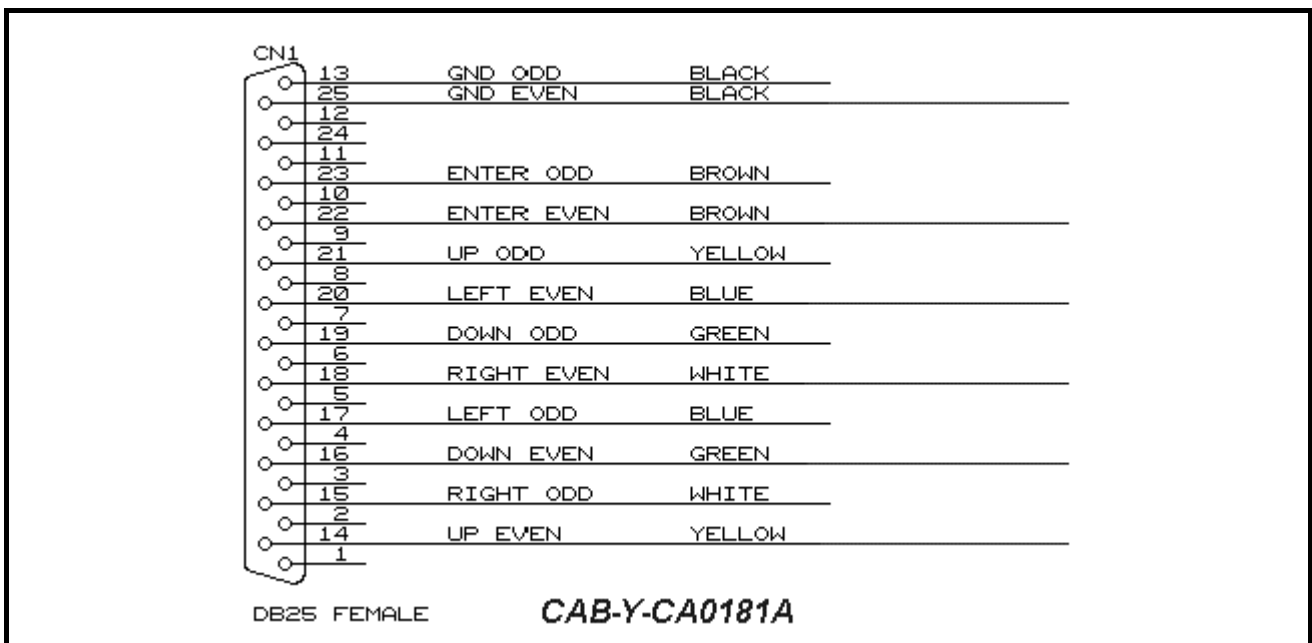 CN1
13 GND ODD BLACK
25 GND EVEN BLACK
12
24
11
23 ENTER ODD BROWN
10
22 ENTER EVEN BROWN
9
21 UP ODD YELLOW
8
20 LEFT EVEN BLUE
7
19 DOWN ODD GREEN
6
18 RIGHT EVEN WHITE
5
17 LEFT ODD BLUE
4
16 DOWN EVEN GREEN
3
15 RIGHT ODD WHITE
2
14 UP EVEN YELLOW
1
DB25 FEMALE CAB-Y-CA0181A